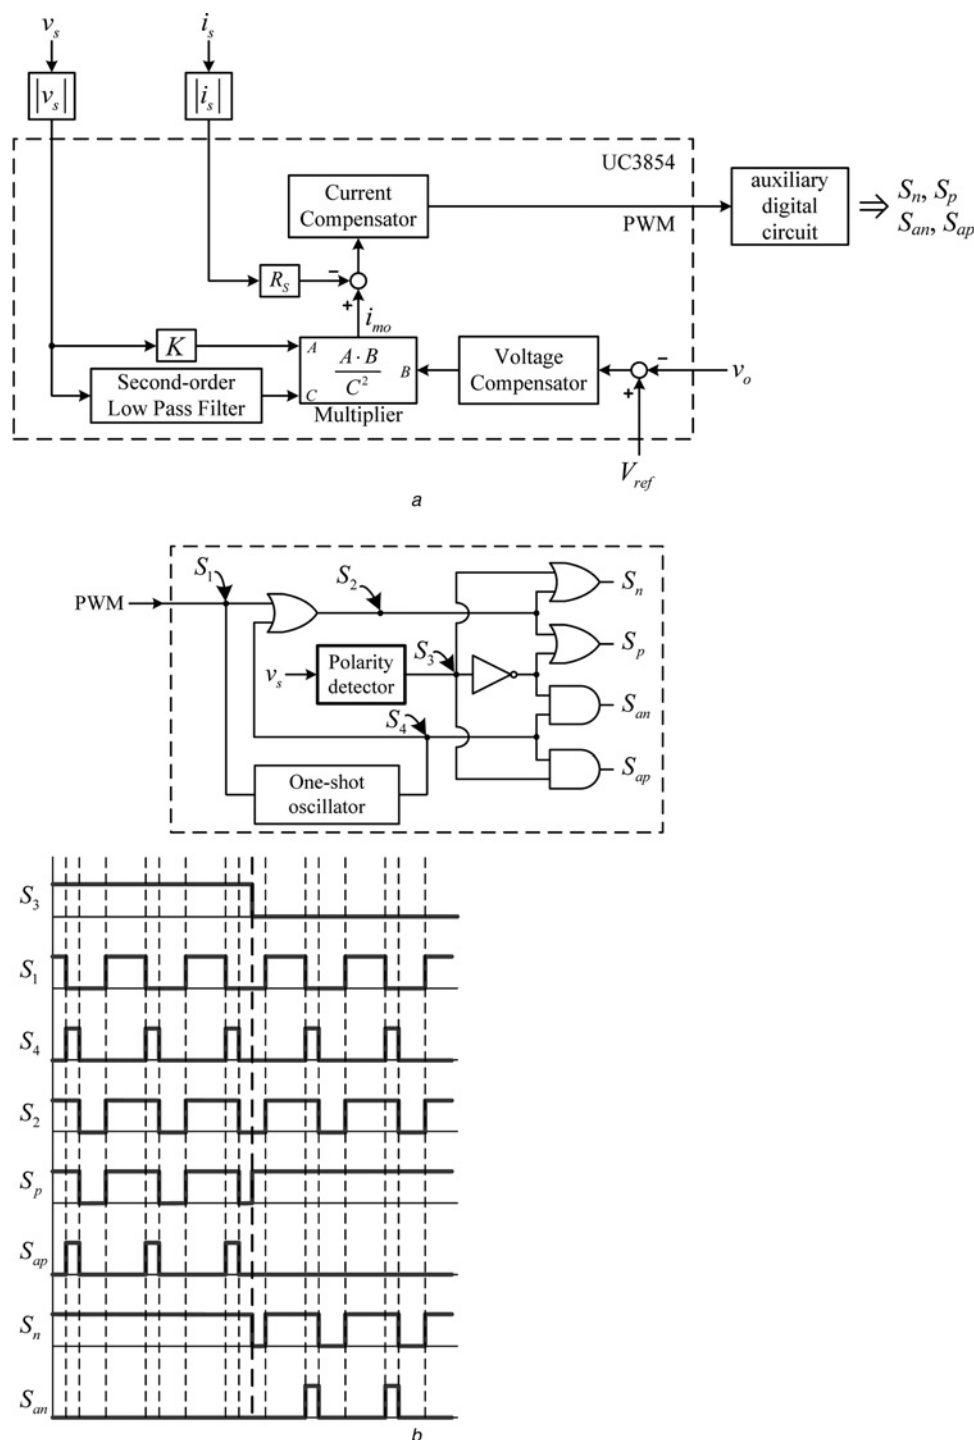 v_s i_s
|v_s| |i_s|
UC3854
Current
Compensator
PWM
auxiliary
digital
circuit
⇒ S_n, S_p
S_an, S_ap
R_S
−
+
i_mo
K
Second-order
Low Pass Filter
A
A · B
C²
B
C
Multiplier
Voltage
Compensator
−
+
v_o
V_ref
a
PWM
S_1
S_2
S_3
S_4
v_s
Polarity
detector
One-shot
oscillator
S_n
S_p
S_an
S_ap
S_3
S_1
S_4
S_2
S_p
S_ap
S_n
S_an
b